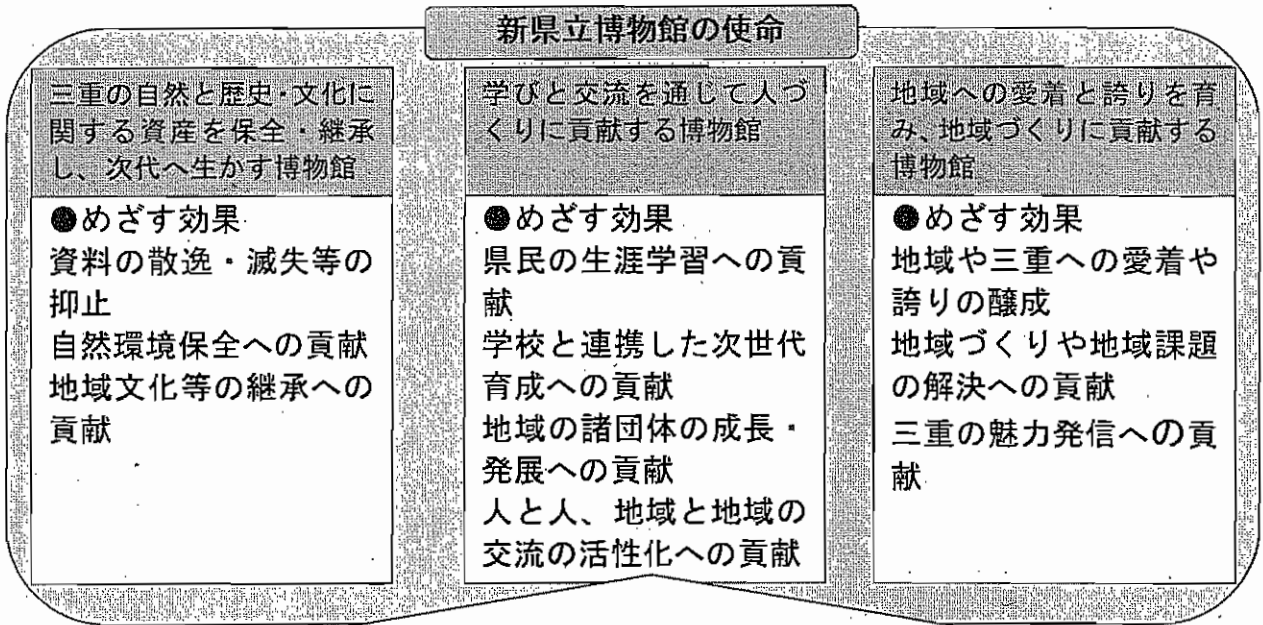 新県立博物館の使命
三重の自然と歴史・文化に
関する資産を保全・継承
し、次代へ生かす博物館
●めざす効果
資料の散逸・滅失等の
抑止
自然環境保全への貢献
地域文化等の継承への
貢献
学びと交流を通じて人づ
くりに貢献する博物館
●めざす効果
県民の生涯学習への貢
献
学校と連携した次世代
育成への貢献
地域の諸団体の成長・
発展への貢献
人と人、地域と地域の
交流の活性化への貢献
地域への愛着と誇りを育
み、地域づくりに貢献する
博物館
●めざす効果
地域や三重への愛着や
誇りの醸成
地域づくりや地域課題
の解決への貢献
三重の魅力発信への貢
献